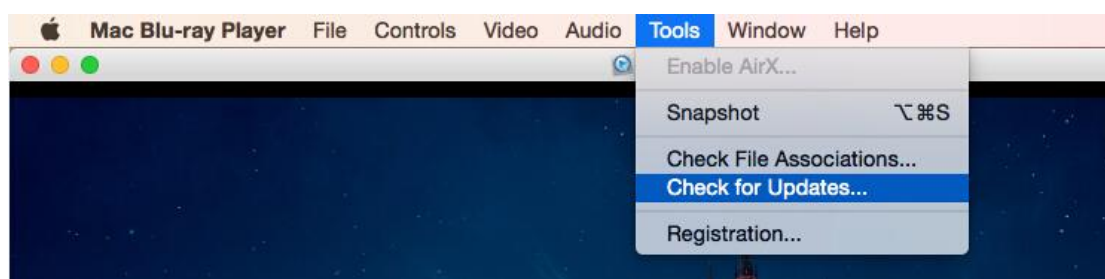 Mac Blu-ray Player File Controls Video Audio Tools Window Help
Enable AirX...
Snapshot ⌥⌘S
Check File Associations...
Check for Updates...
Registration...